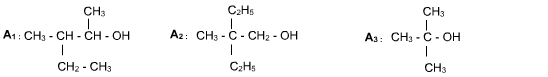 CH₃ C₂H₅ CH₃
A₁ : CH₃ - CH - CH - OH A₂ : CH₃ - C - CH₂ - OH A₃ : CH₃ - C - OH
CH₂ - CH₃ C₂H₅ CH₃